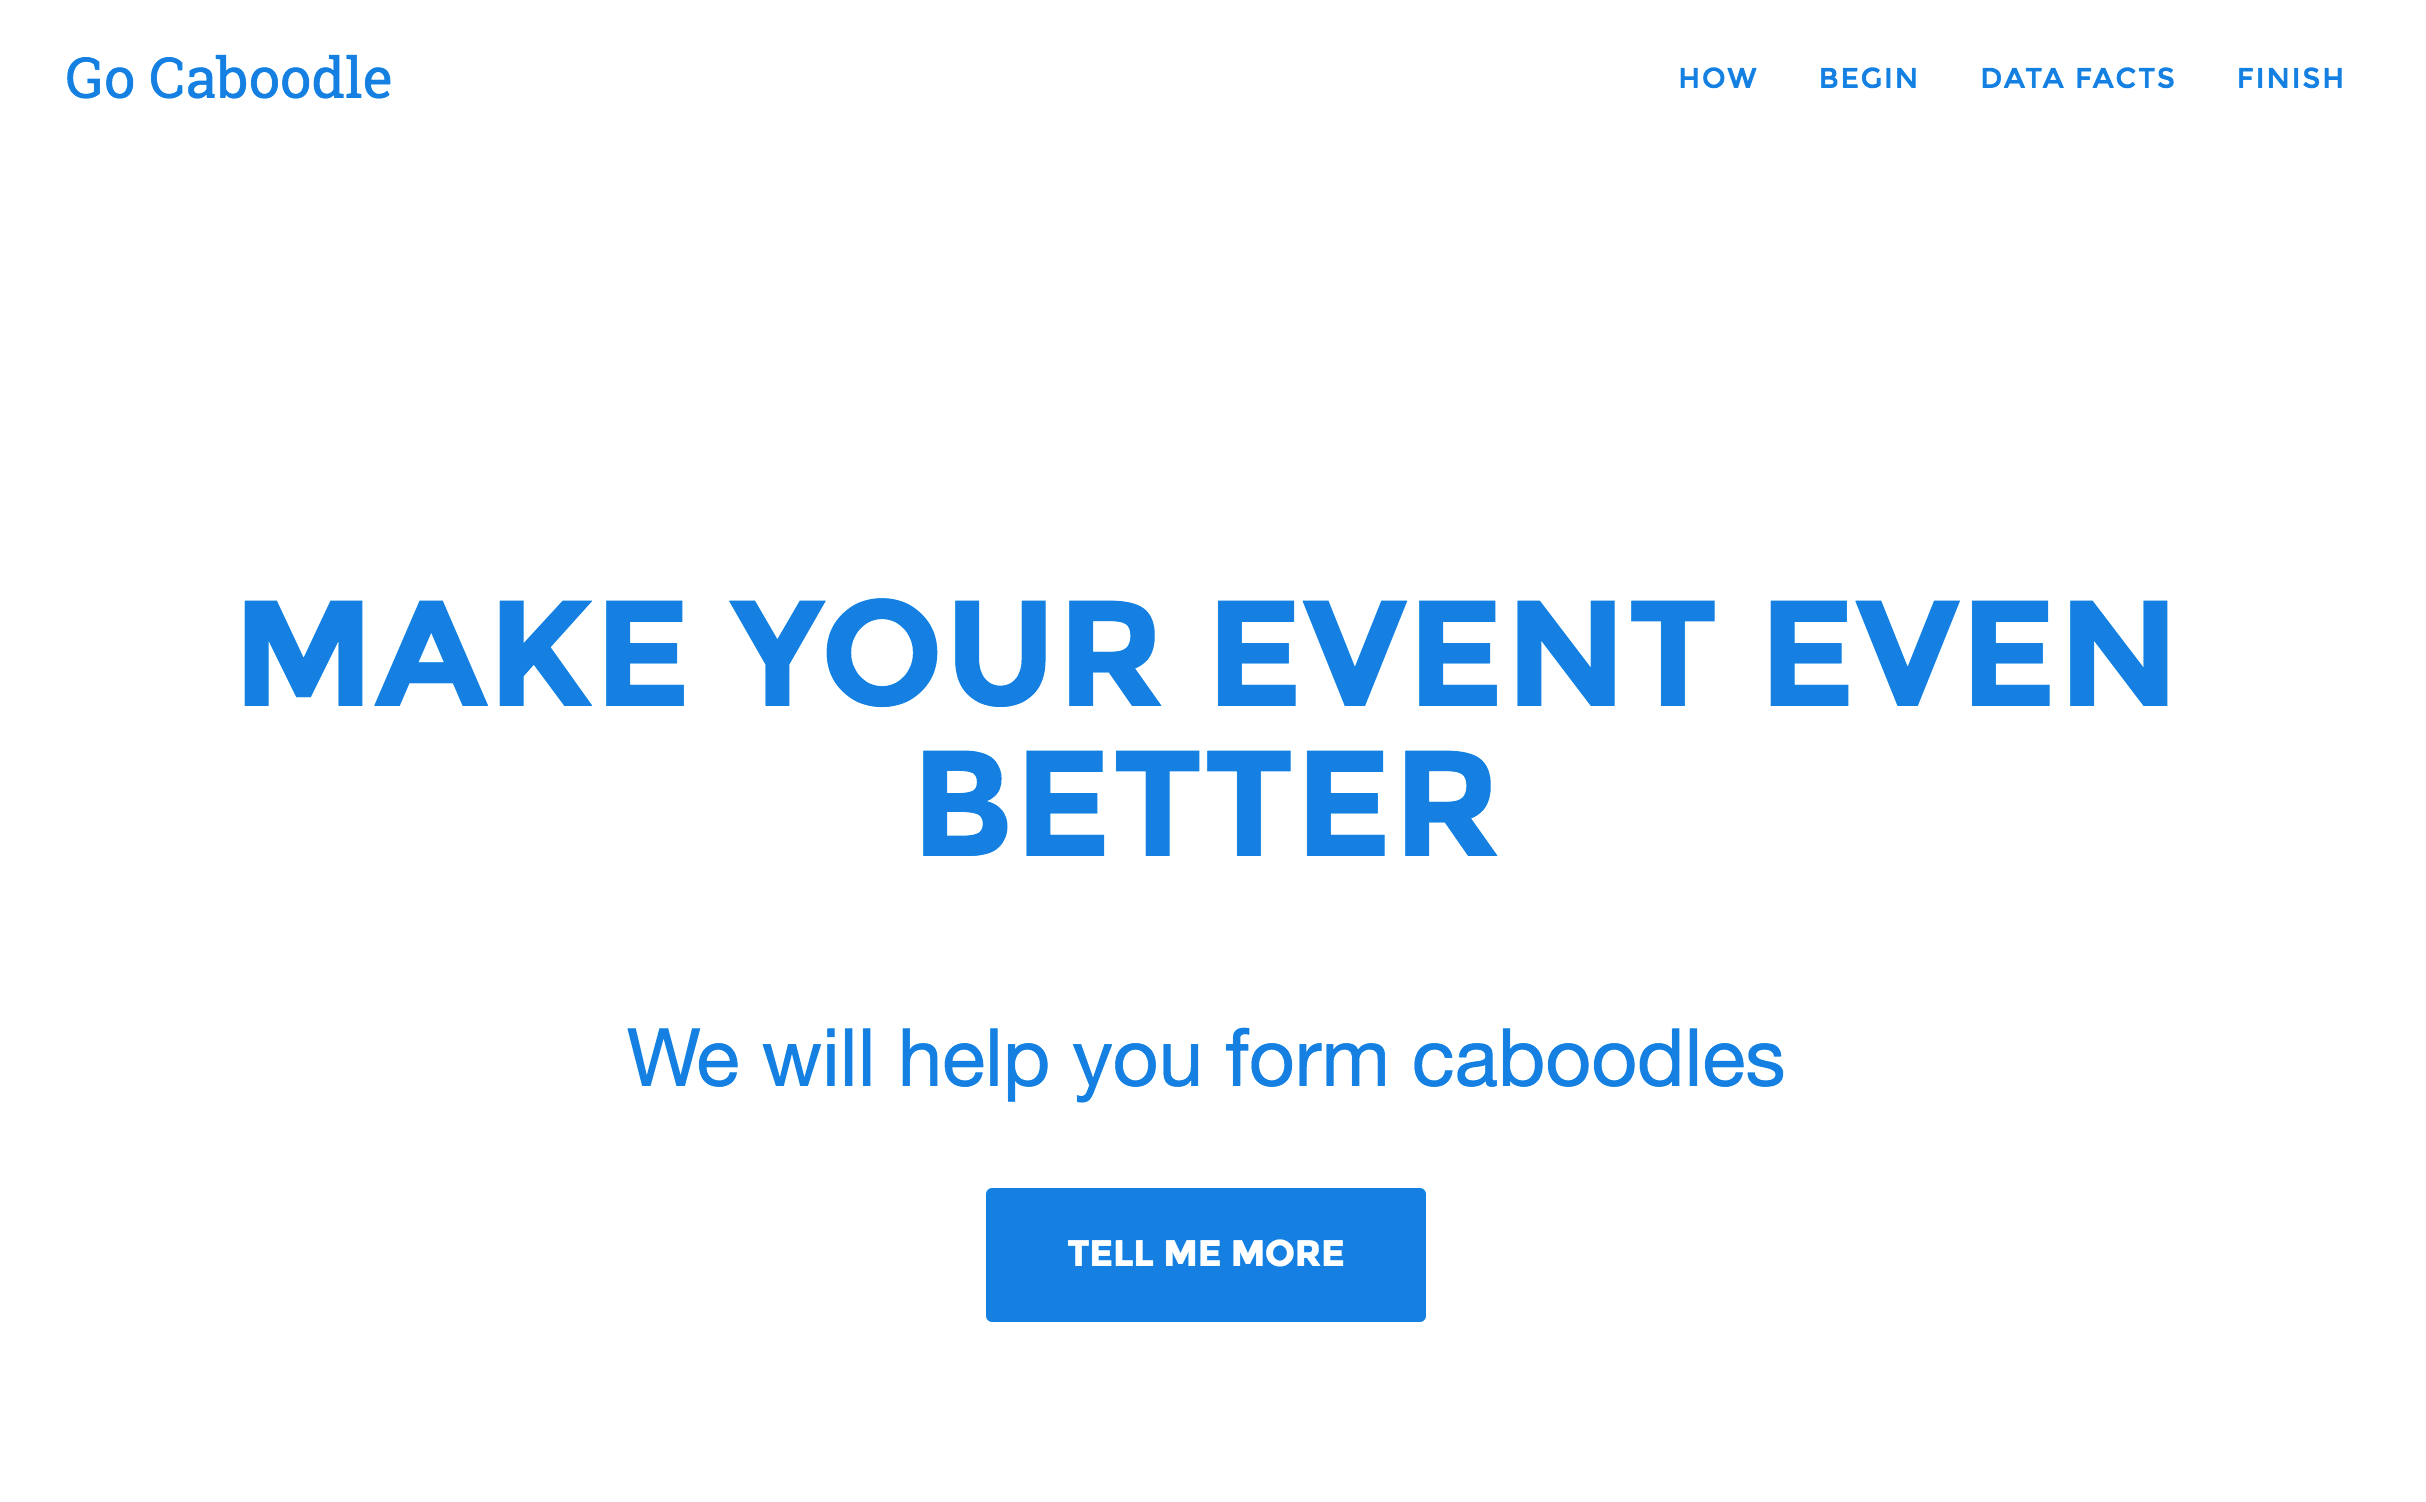 Go Caboodle
HOW BEGIN DATA FACTS FINISH
MAKE YOUR EVENT EVEN
BETTER
We will help you form caboodles
TELL ME MORE